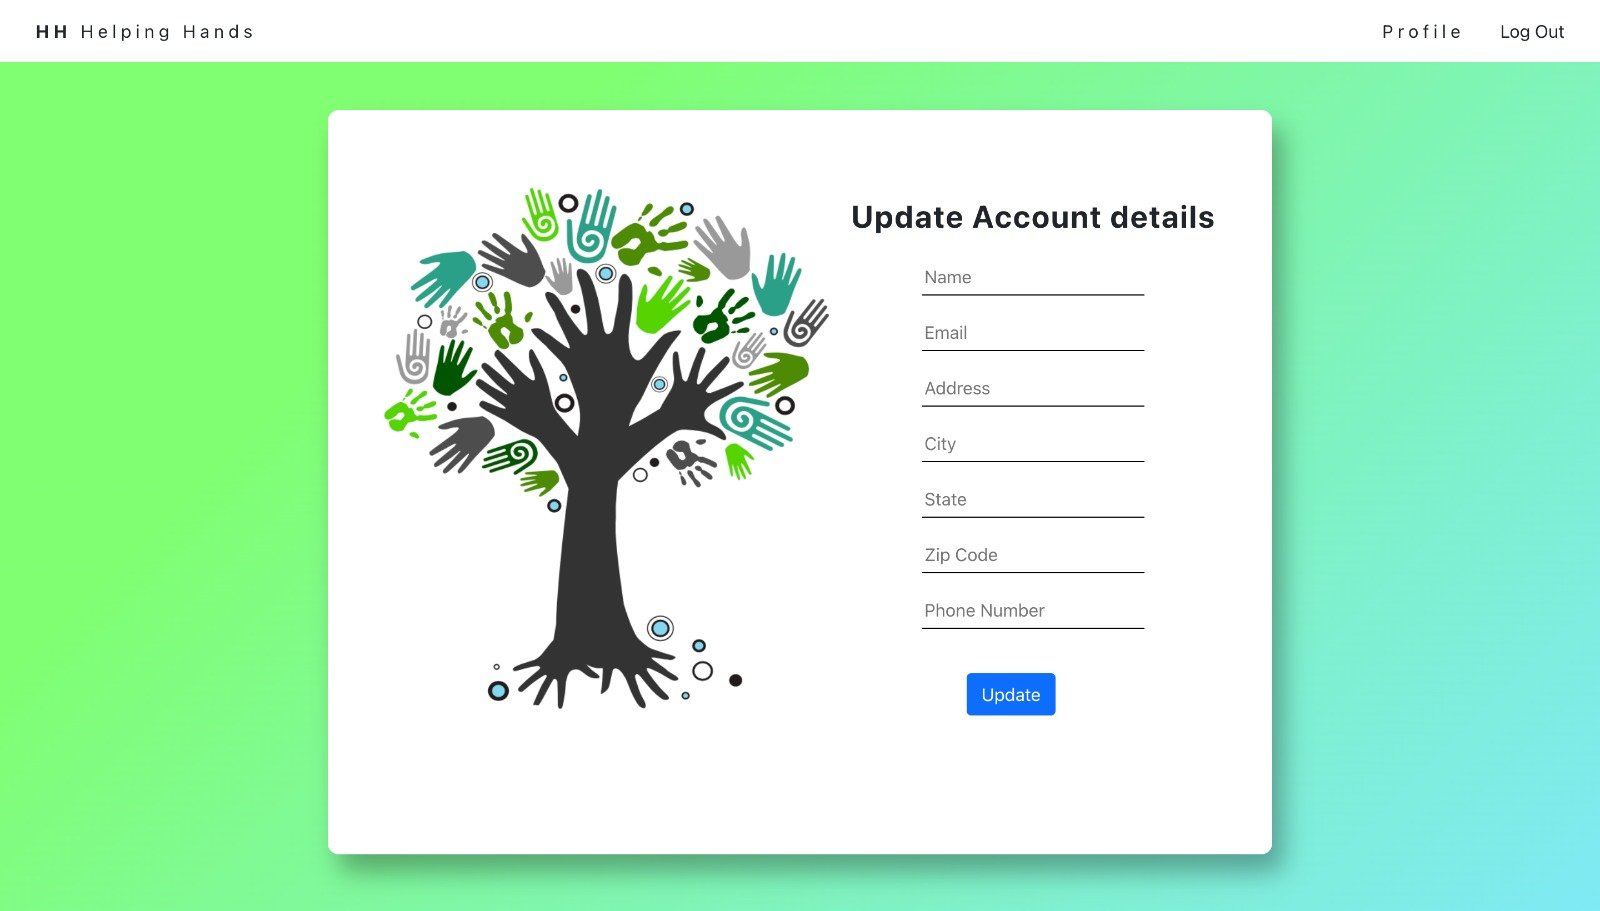 HH Helping Hands
Profile
Log Out
Update Account details
Name
Email
Address
City
State
Zip Code
Phone Number
Update